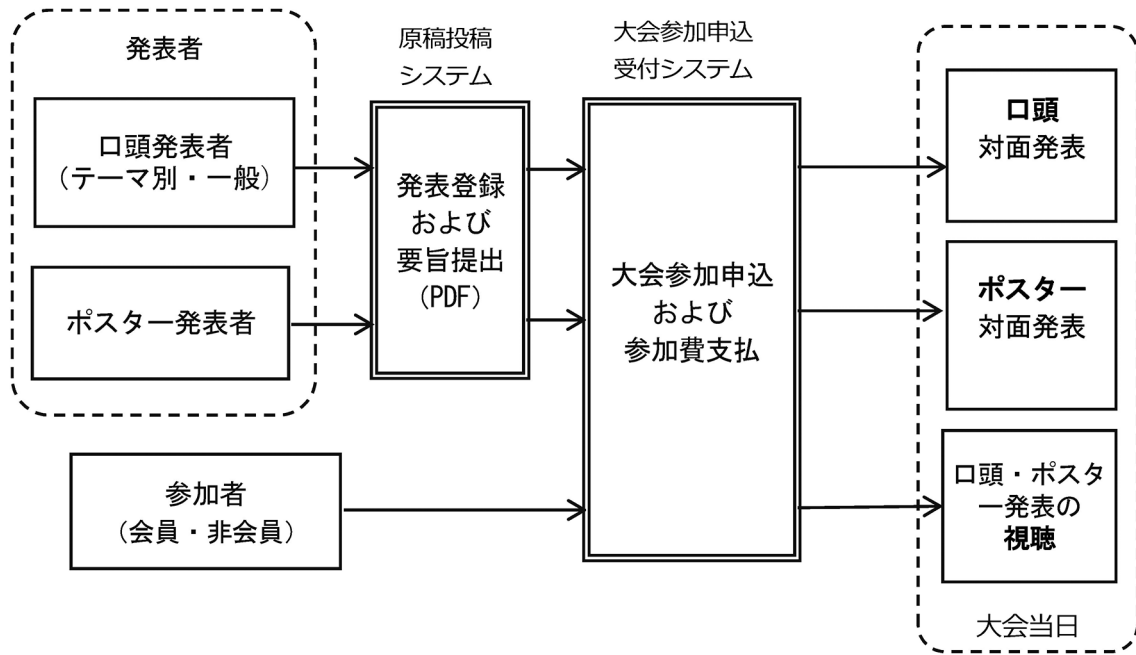 発表者
口頭発表者
（テーマ別・一般）
ポスター発表者
参加者
（会員・非会員）
原稿投稿
システム
発表登録
および
要旨提出
（PDF）
大会参加申込
受付システム
大会参加申込
および
参加費支払
口頭
対面発表
ポスター
対面発表
口頭・ポスタ
ー発表の
視聴
大会当日